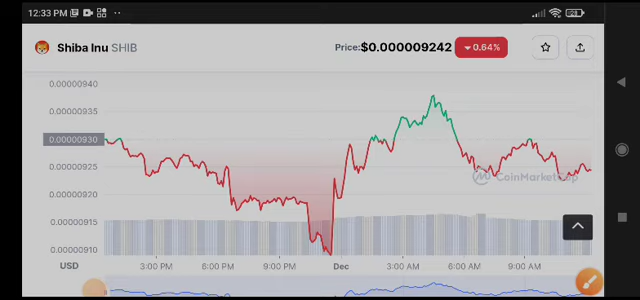 12:33 PM
Shiba Inu SHIB
Price:$0.000009242 0.64%
0.00000940
0.00000935
0.00000930
0.00000925
0.00000920
0.00000915
0.00000910
CoinMarketCap
USD
3:00 PM 6:00 PM 9:00 PM Dec 3:00 AM 6:00 AM 9:00 AM